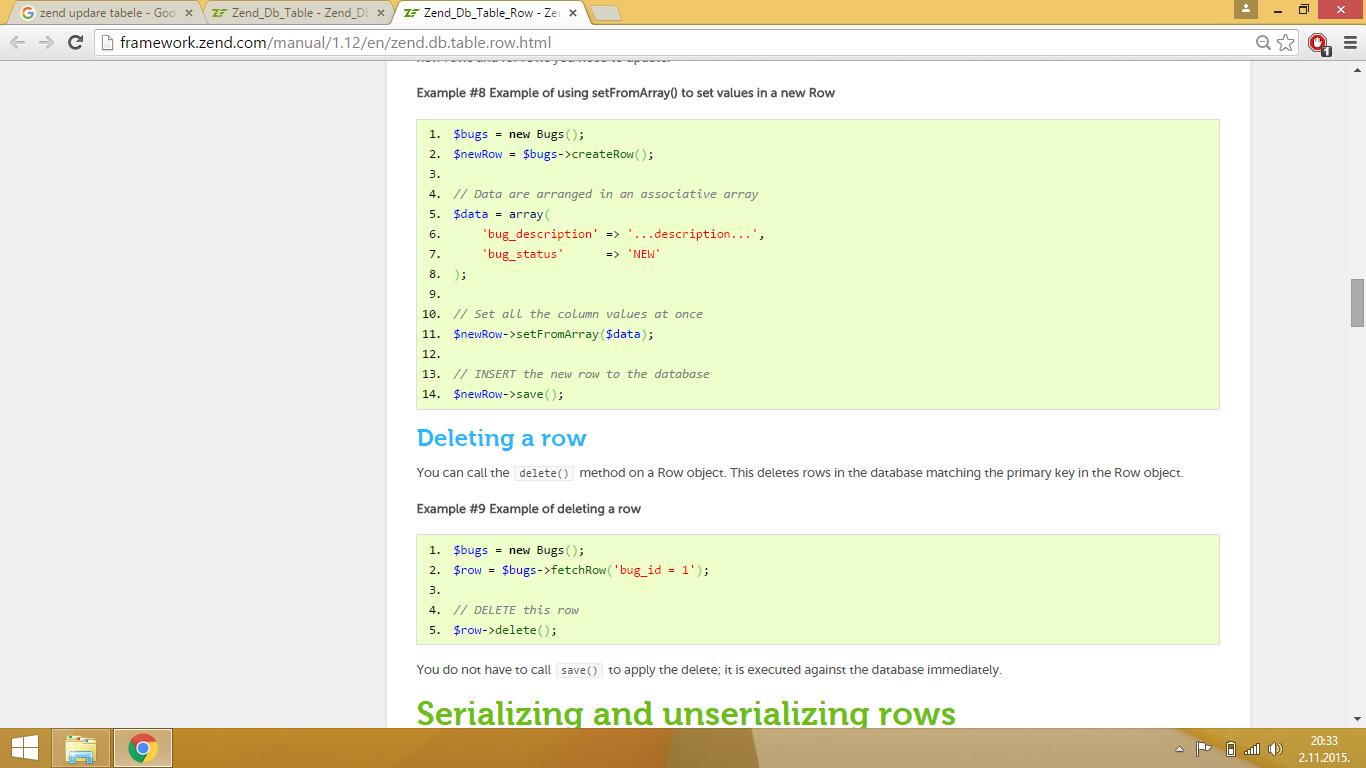 zend updare tabele - Goo
Zend_Db_Table - Zend_Db
Zend_Db_Table_Row - Zen
framework.zend.com/manual/1.12/en/zend.db.table.row.html
1
Example #8 Example of using setFromArray() to set values in a new Row
1. $bugs = new Bugs();
2. $newRow = $bugs->createRow();
3.
4. // Data are arranged in an associative array
5. $data = array(
6. 'bug_description' => '...description...',
7. 'bug_status' => 'NEW'
8. );
9.
10. // Set all the column values at once
11. $newRow->setFromArray($data);
12.
13. // INSERT the new row to the database
14. $newRow->save();
Deleting a row
You can call the delete() method on a Row object. This deletes rows in the database matching the primary key in the Row object.
Example #9 Example of deleting a row
1. $bugs = new Bugs();
2. $row = $bugs->fetchRow('bug_id = 1');
3.
4. // DELETE this row
5. $row->delete();
You do not have to call save() to apply the delete; it is executed against the database immediately.
Serializing and unserializing rows
20:33
2.11.2015.